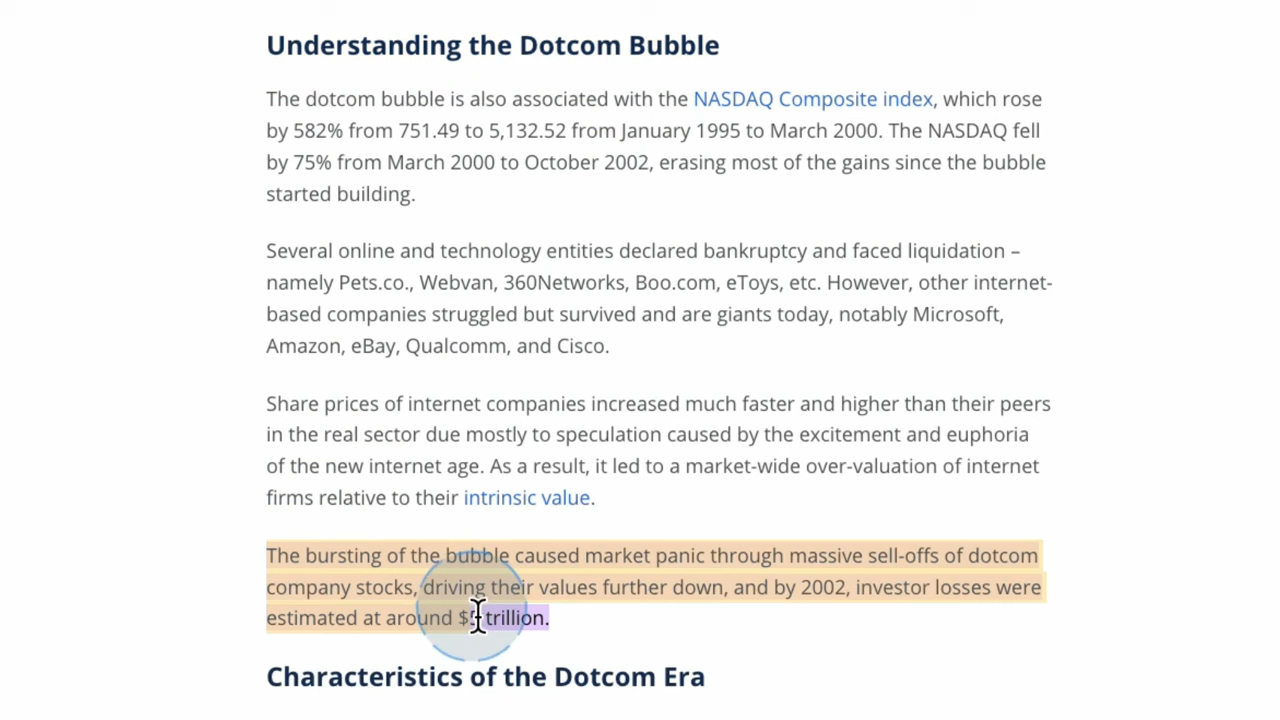 Understanding the Dotcom Bubble
The dotcom bubble is also associated with the NASDAQ Composite index, which rose
by 582% from 751.49 to 5,132.52 from January 1995 to March 2000. The NASDAQ fell
by 75% from March 2000 to October 2002, erasing most of the gains since the bubble
started building.
Several online and technology entities declared bankruptcy and faced liquidation –
namely Pets.co., Webvan, 360Networks, Boo.com, eToys, etc. However, other internet-
based companies struggled but survived and are giants today, notably Microsoft,
Amazon, eBay, Qualcomm, and Cisco.
Share prices of internet companies increased much faster and higher than their peers
in the real sector due mostly to speculation caused by the excitement and euphoria
of the new internet age. As a result, it led to a market-wide over-valuation of internet
firms relative to their intrinsic value.
The bursting of the bubble caused market panic through massive sell-offs of dotcom
company stocks, driving their values further down, and by 2002, investor losses were
estimated at around $5 trillion.
Characteristics of the Dotcom Era